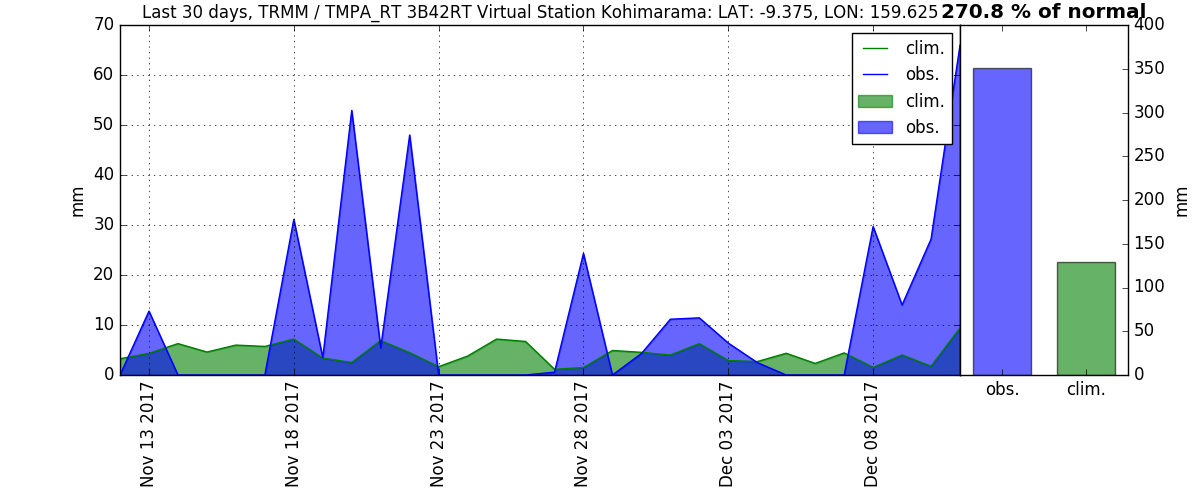 Last 30 days, TRMM / TMPA_RT 3B42RT Virtual Station Kohimarama: LAT: -9.375, LON: 159.625
270.8 % of normal
70
60
50
40
30
20
10
0
mm
clim.
obs.
clim.
obs.
Nov 13 2017
Nov 18 2017
Nov 23 2017
Nov 28 2017
Dec 03 2017
Dec 08 2017
400
350
300
250
200
150
100
50
0
mm
obs.
clim.